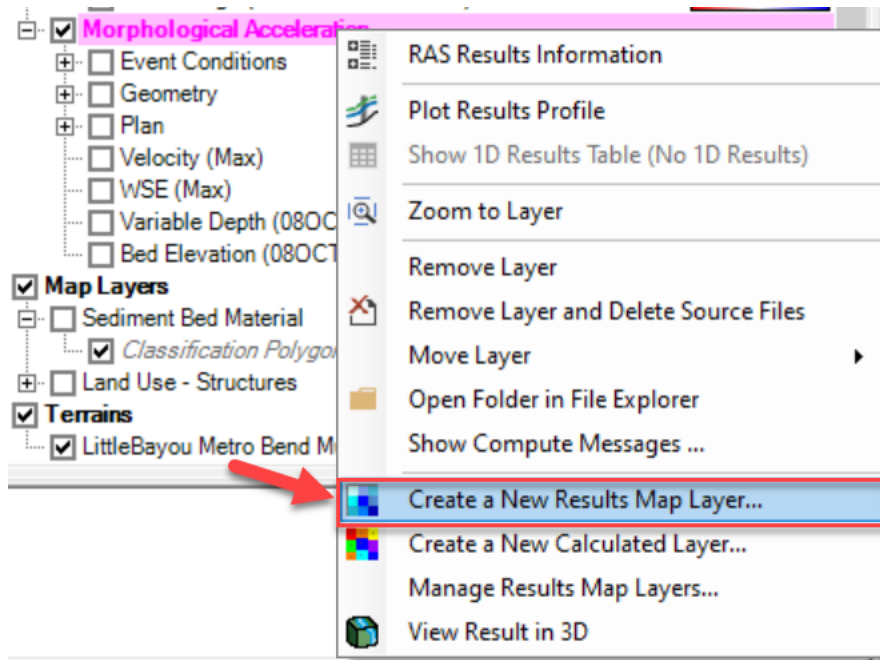 Morphological Acceleration
Event Conditions
Geometry
Plan
Velocity (Max)
WSE (Max)
Variable Depth (08OC
Bed Elevation (08OCT
Map Layers
Sediment Bed Material
Classification Polygo
Land Use - Structures
Terrains
LittleBayou Metro Bend M
RAS Results Information
Plot Results Profile
Show 1D Results Table (No 1D Results)
Zoom to Layer
Remove Layer
Remove Layer and Delete Source Files
Move Layer
Open Folder in File Explorer
Show Compute Messages ...
Create a New Results Map Layer...
Create a New Calculated Layer...
Manage Results Map Layers...
View Result in 3D